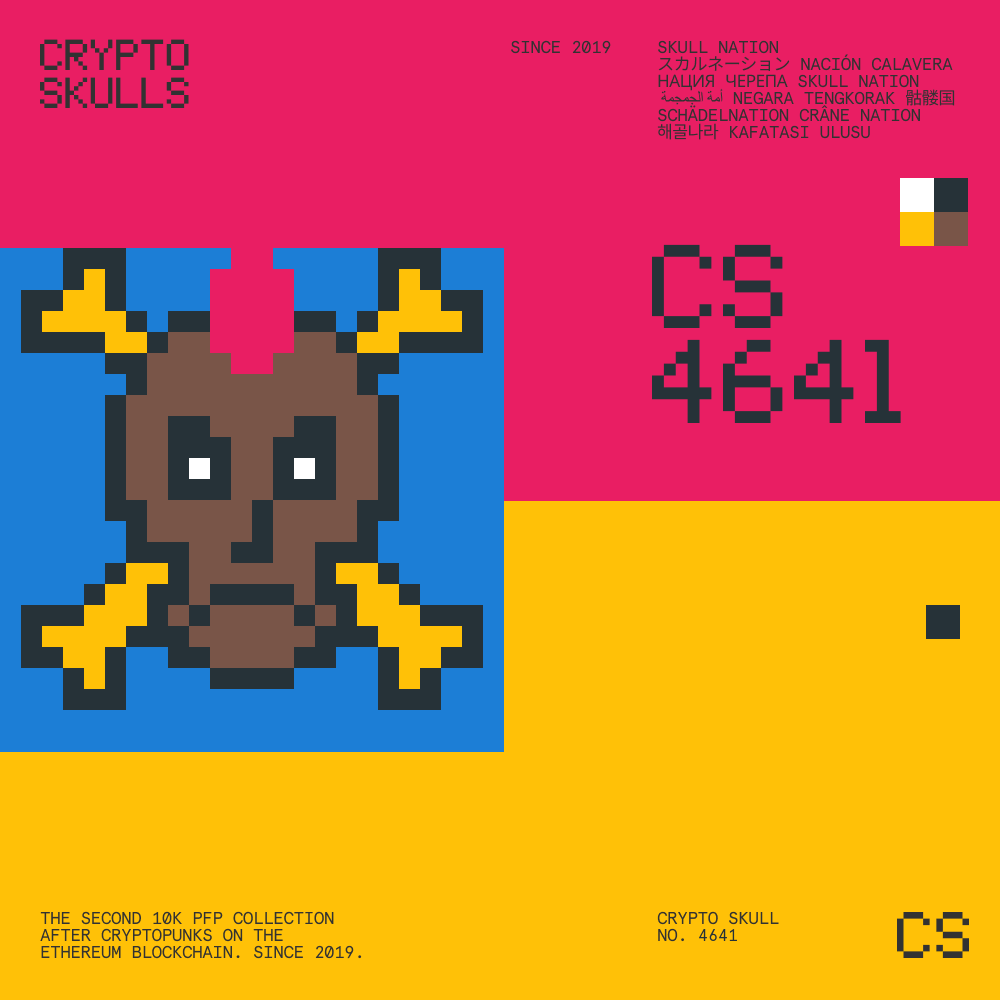 CRYPTO
SKULLS
SINCE 2019
SKULL NATION
スカルネーション NACIÓN CALAVERA
НАЦИЯ ЧЕРЕПА SKULL NATION
أمة الجمجمة NEGARA TENGKORAK 骷髅国
SCHÄDELNATION CRÂNE NATION
해골나라 KAFATASI ULUSU
CS
4641
THE SECOND 10K PFP COLLECTION
AFTER CRYPTOPUNKS ON THE
ETHEREUM BLOCKCHAIN. SINCE 2019.
CRYPTO SKULL
NO. 4641
CS